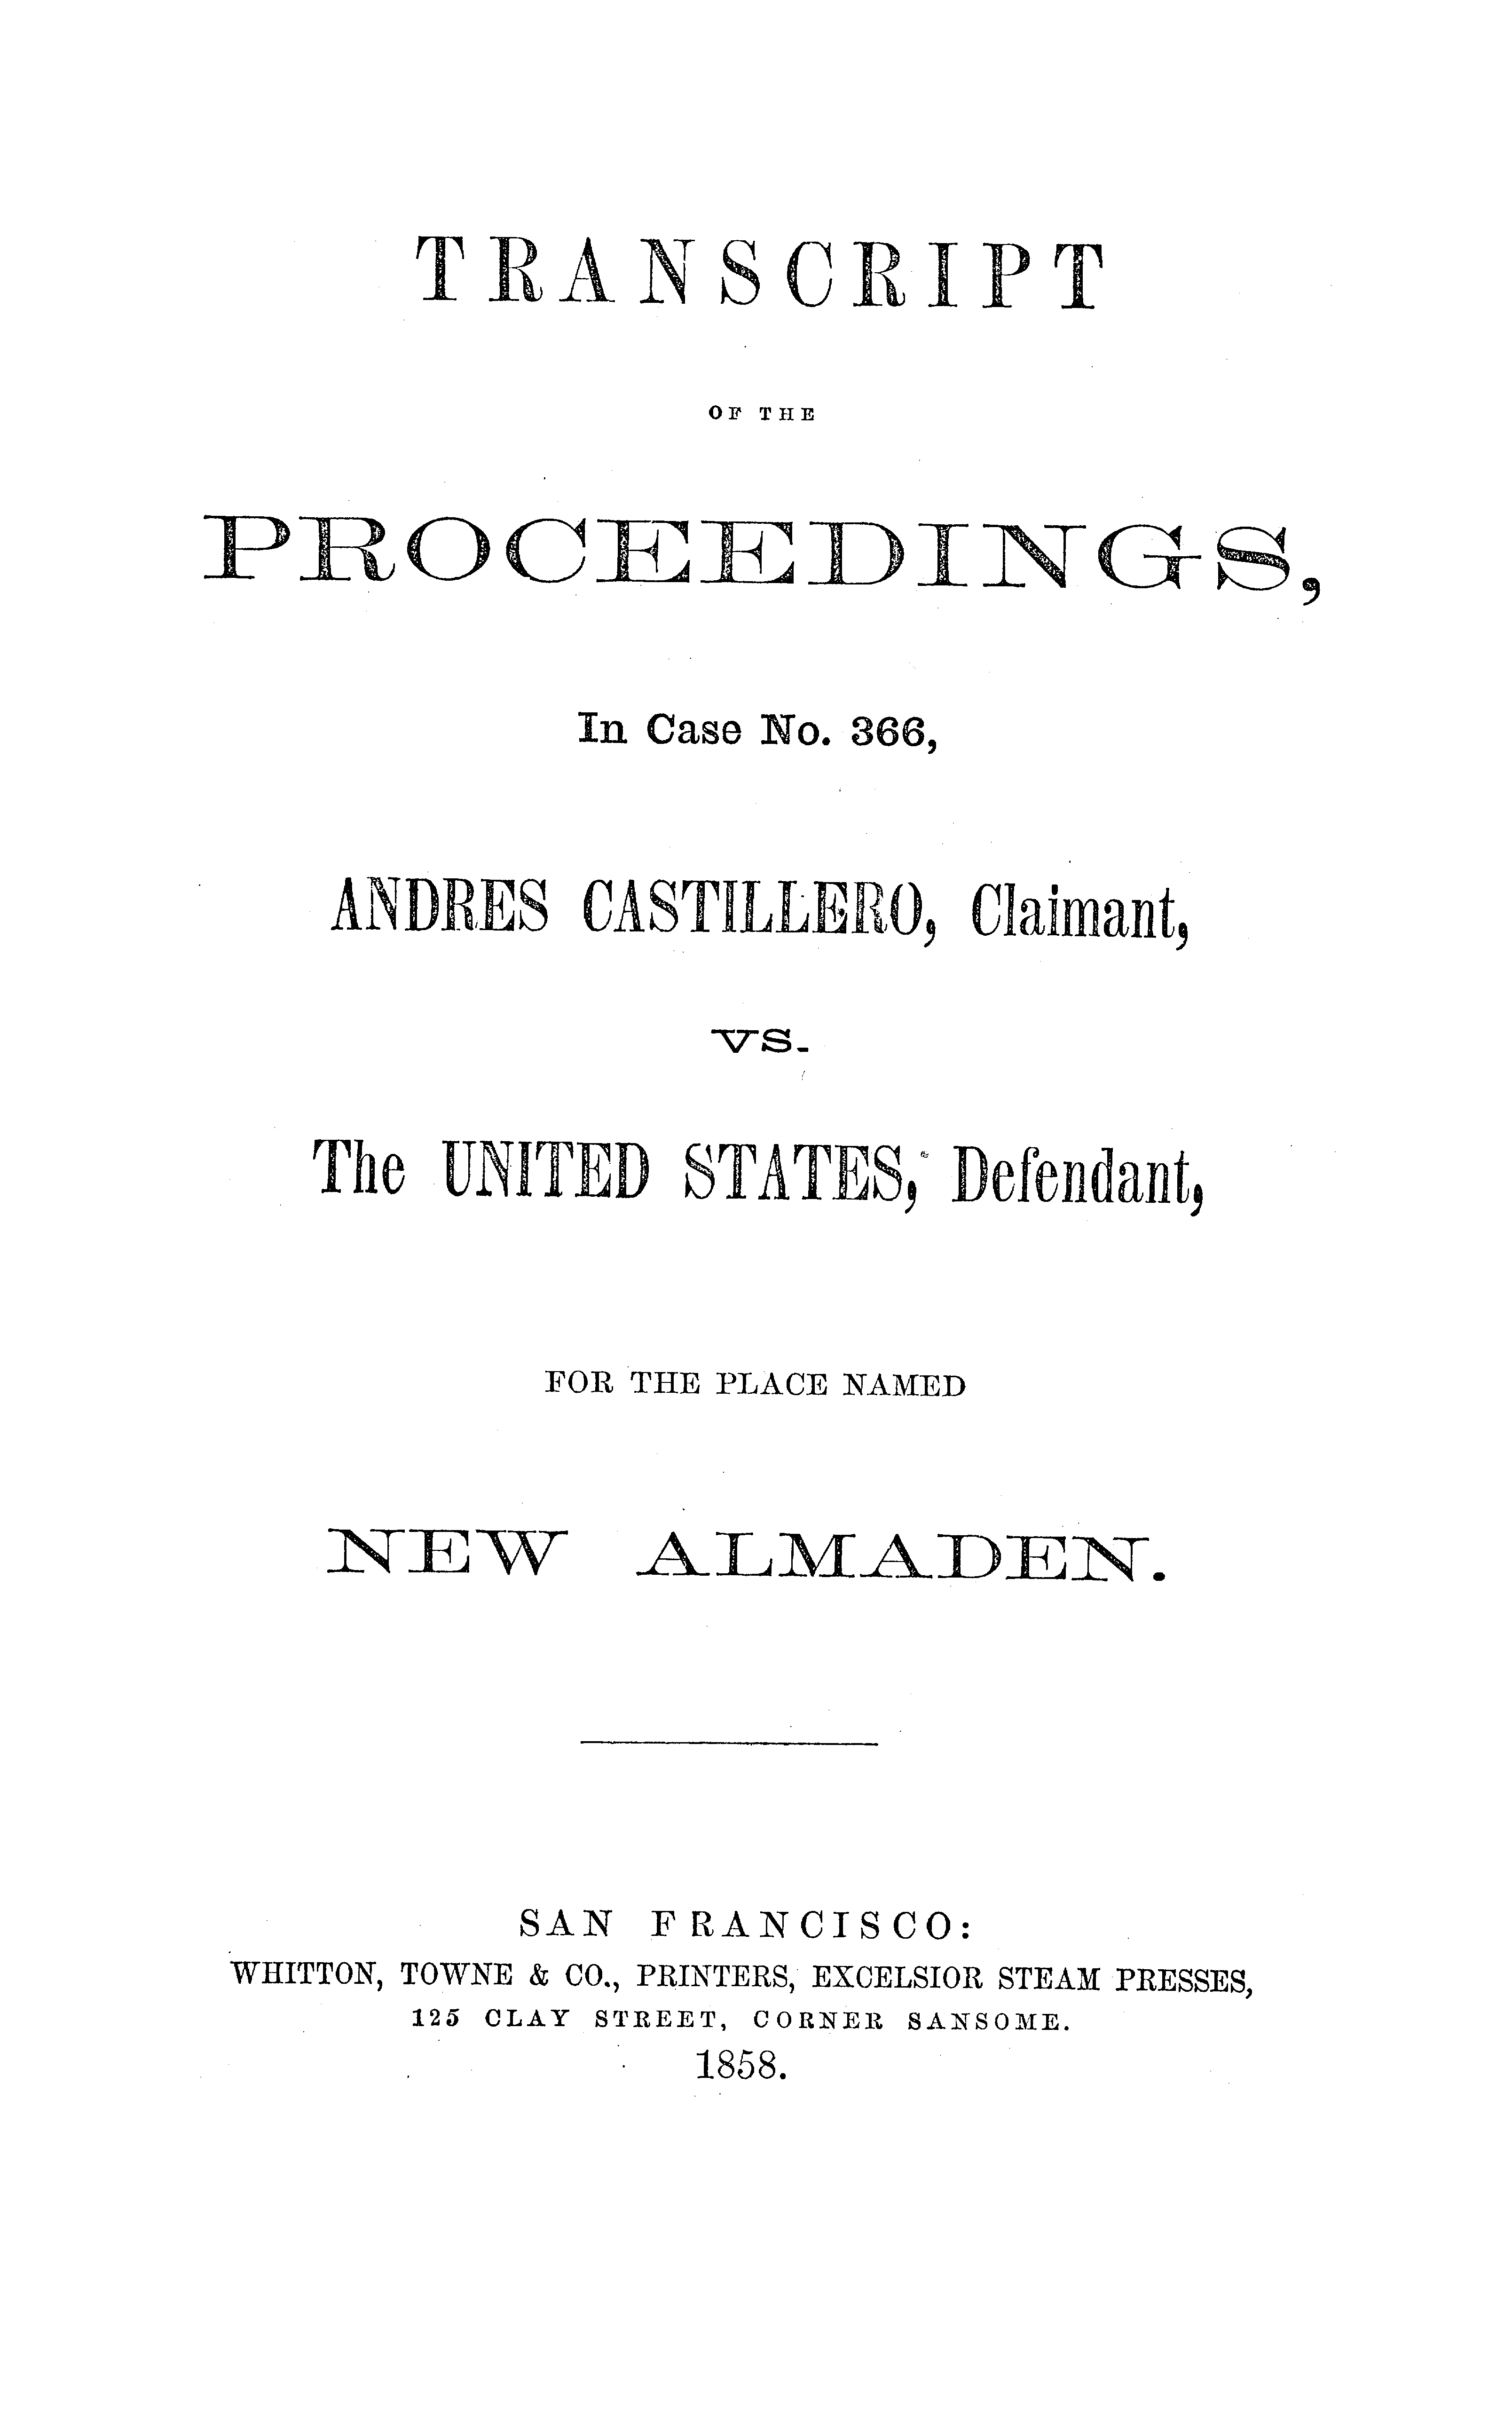 TRANSCRIPT
OF THE
PROCEEDINGS,
In Case No. 366,
ANDRES CASTILLERO, Claimant,
VS.
The UNITED STATES, Defendant,
FOR THE PLACE NAMED
NEW ALMADEN.
SAN FRANCISCO:
WHITTON, TOWNE & CO., PRINTERS, EXCELSIOR STEAM PRESSES,
125 CLAY STREET, CORNER SANSOME.
1858.